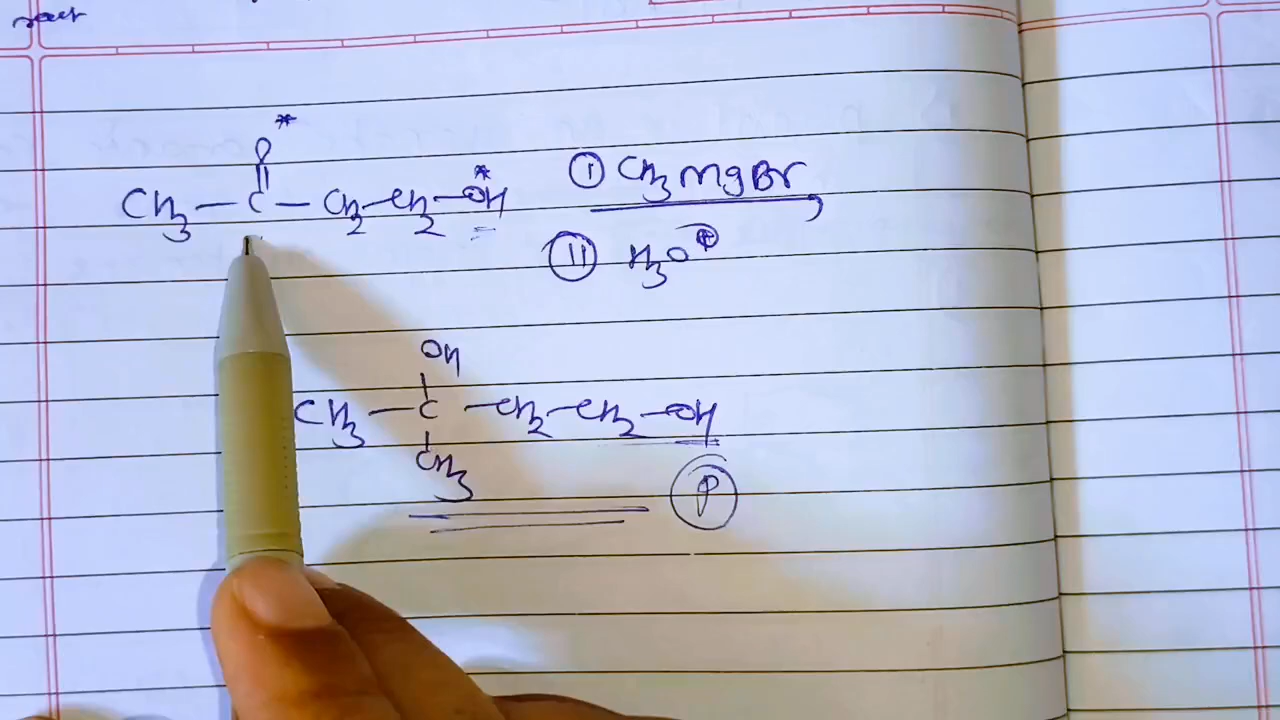 *
O *
CH3 — C — CH2 — CH2 — OH I CH3MgBr
II H3O⊕
OH
CH3 — C — CH2 — CH2 — OH
CH3
P